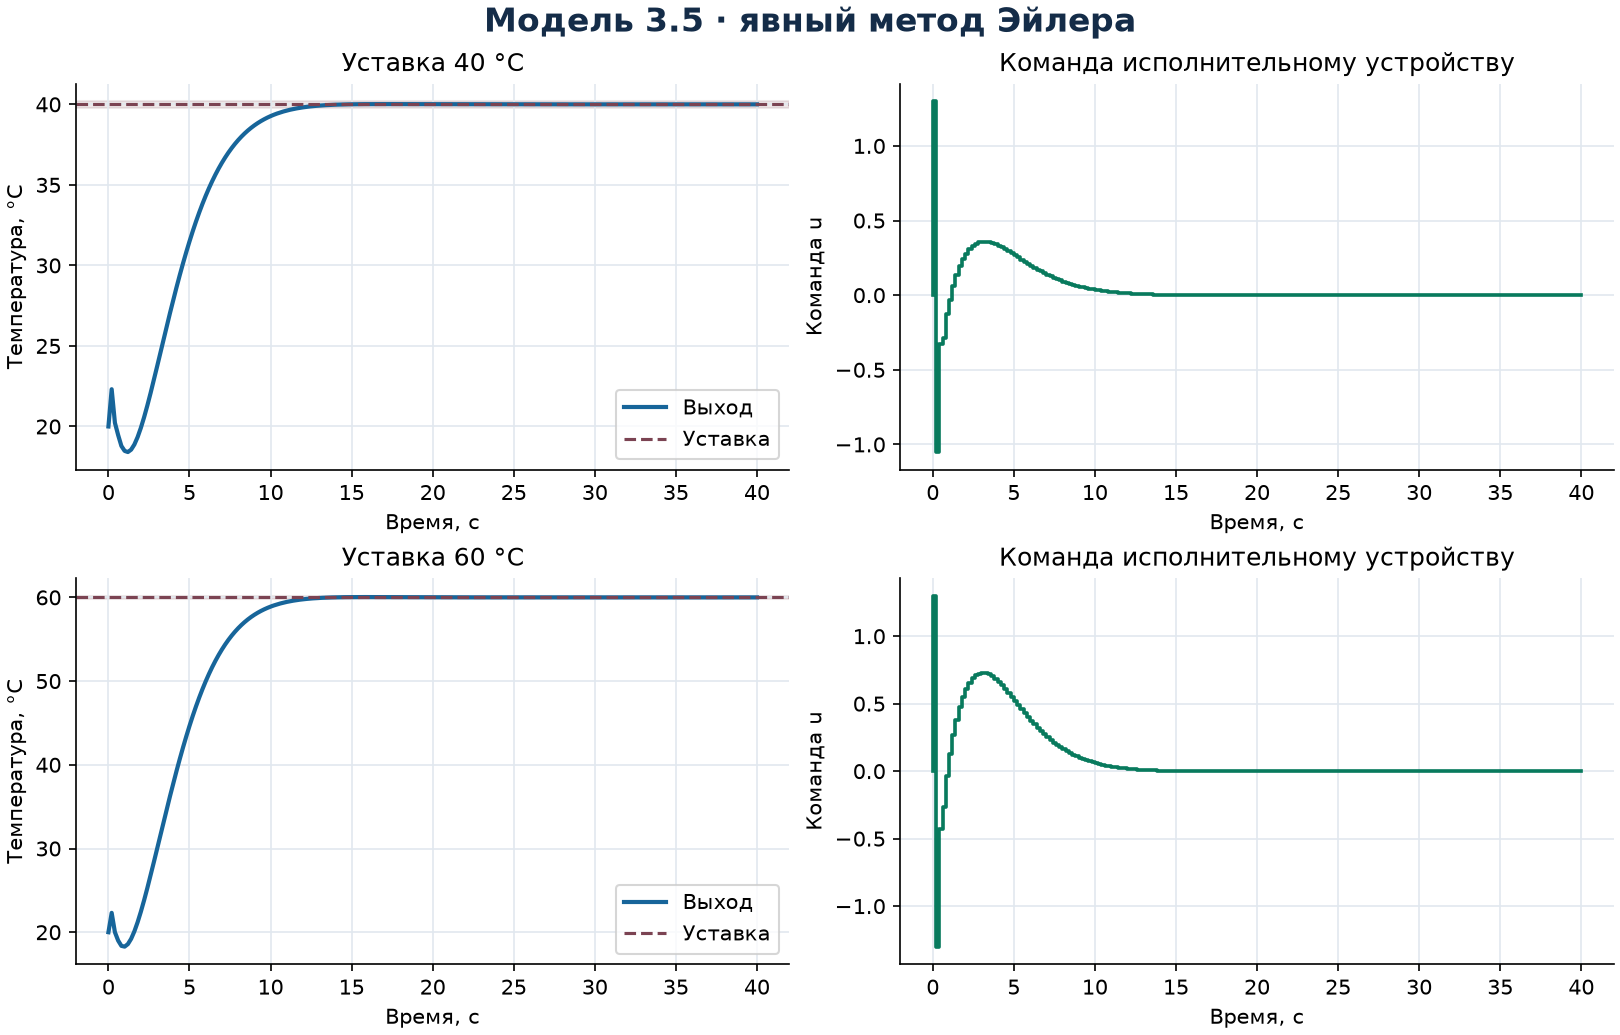 Модель 3.5 · явный метод Эйлера
Уставка 40 °C
Температура, °C
40
35
30
25
20
Выход
Уставка
0 5 10 15 20 25 30 35 40
Время, с
Команда исполнительному устройству
Команда u
1.0
0.5
0.0
−0.5
−1.0
0 5 10 15 20 25 30 35 40
Время, с
Уставка 60 °C
Температура, °C
60
50
40
30
20
Выход
Уставка
0 5 10 15 20 25 30 35 40
Время, с
Команда исполнительному устройству
Команда u
1.0
0.5
0.0
−0.5
−1.0
0 5 10 15 20 25 30 35 40
Время, с